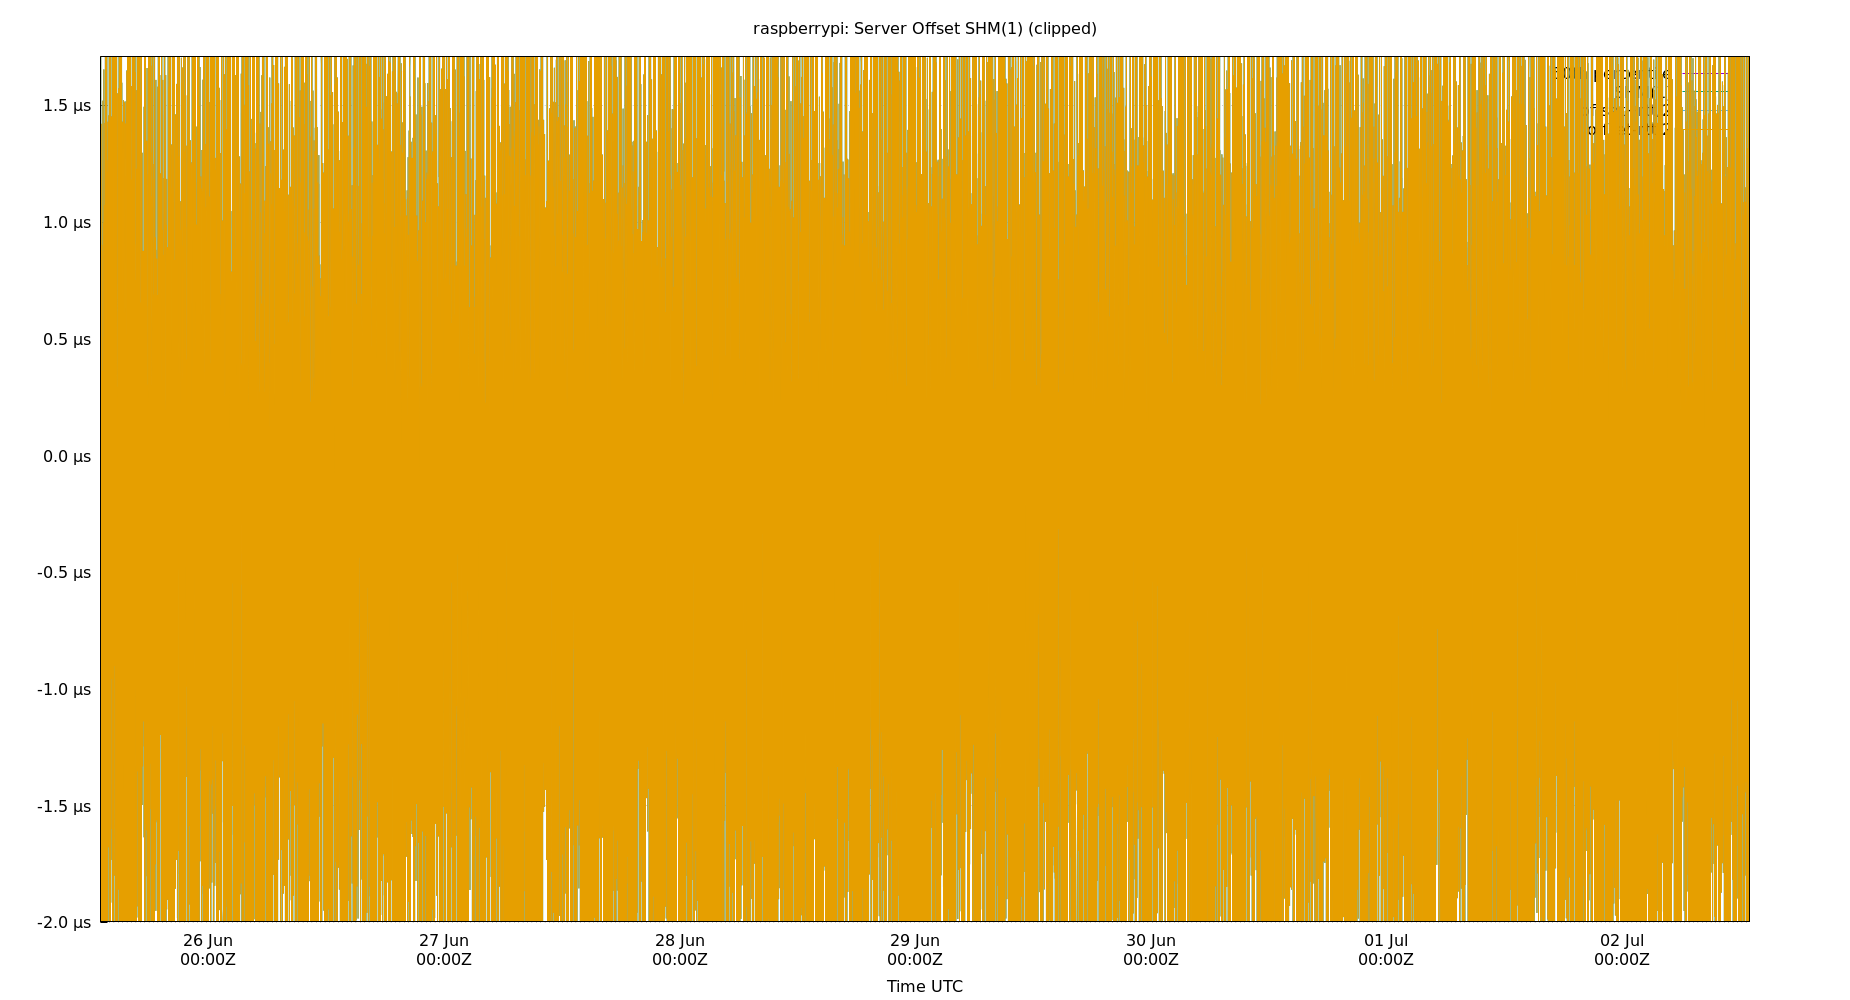 raspberrypi: Server Offset SHM(1) (clipped)
1.5 µs
1.0 µs
0.5 µs
0.0 µs
-0.5 µs
-1.0 µs
-1.5 µs
-2.0 µs
26 Jun 27 Jun 28 Jun 29 Jun 30 Jun 01 Jul 02 Jul
00:00Z 00:00Z 00:00Z 00:00Z 00:00Z 00:00Z 00:00Z
Time UTC